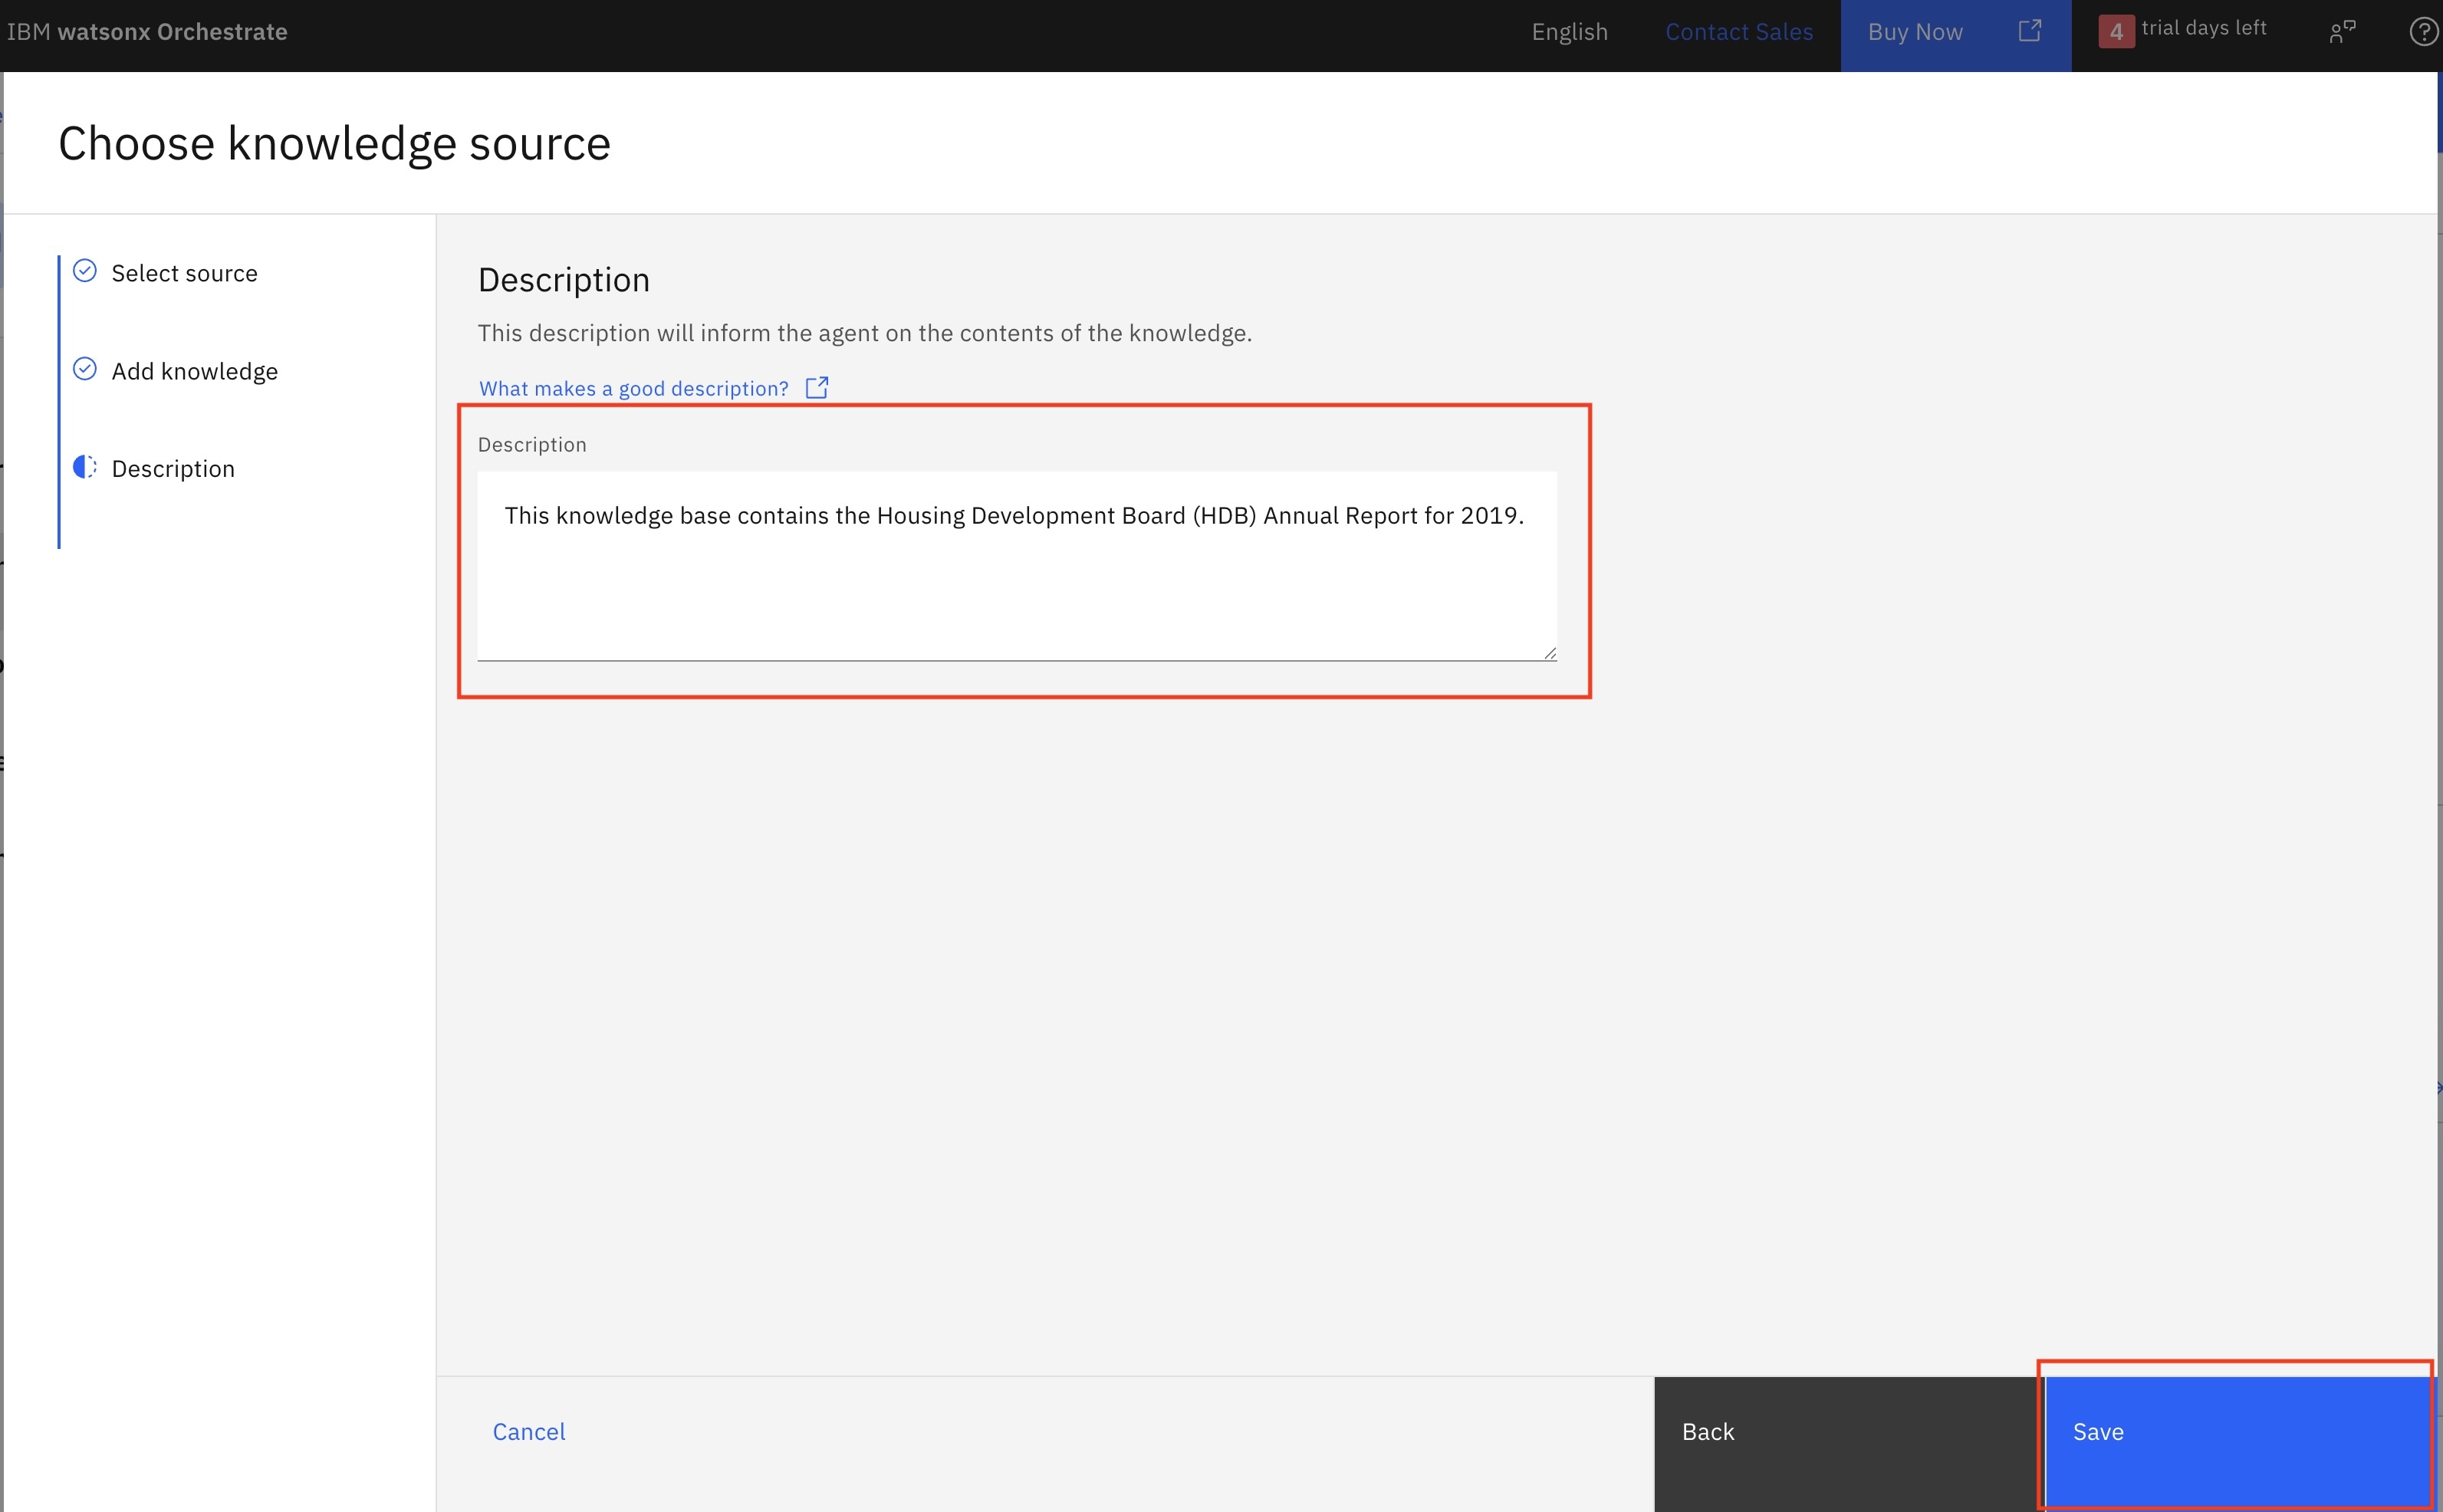 IBM watsonx Orchestrate
English
Contact Sales
Buy Now
4 trial days left
Choose knowledge source
Select source
Add knowledge
Description
Description
This description will inform the agent on the contents of the knowledge.
What makes a good description?
Description
This knowledge base contains the Housing Development Board (HDB) Annual Report for 2019.
Cancel
Back
Save